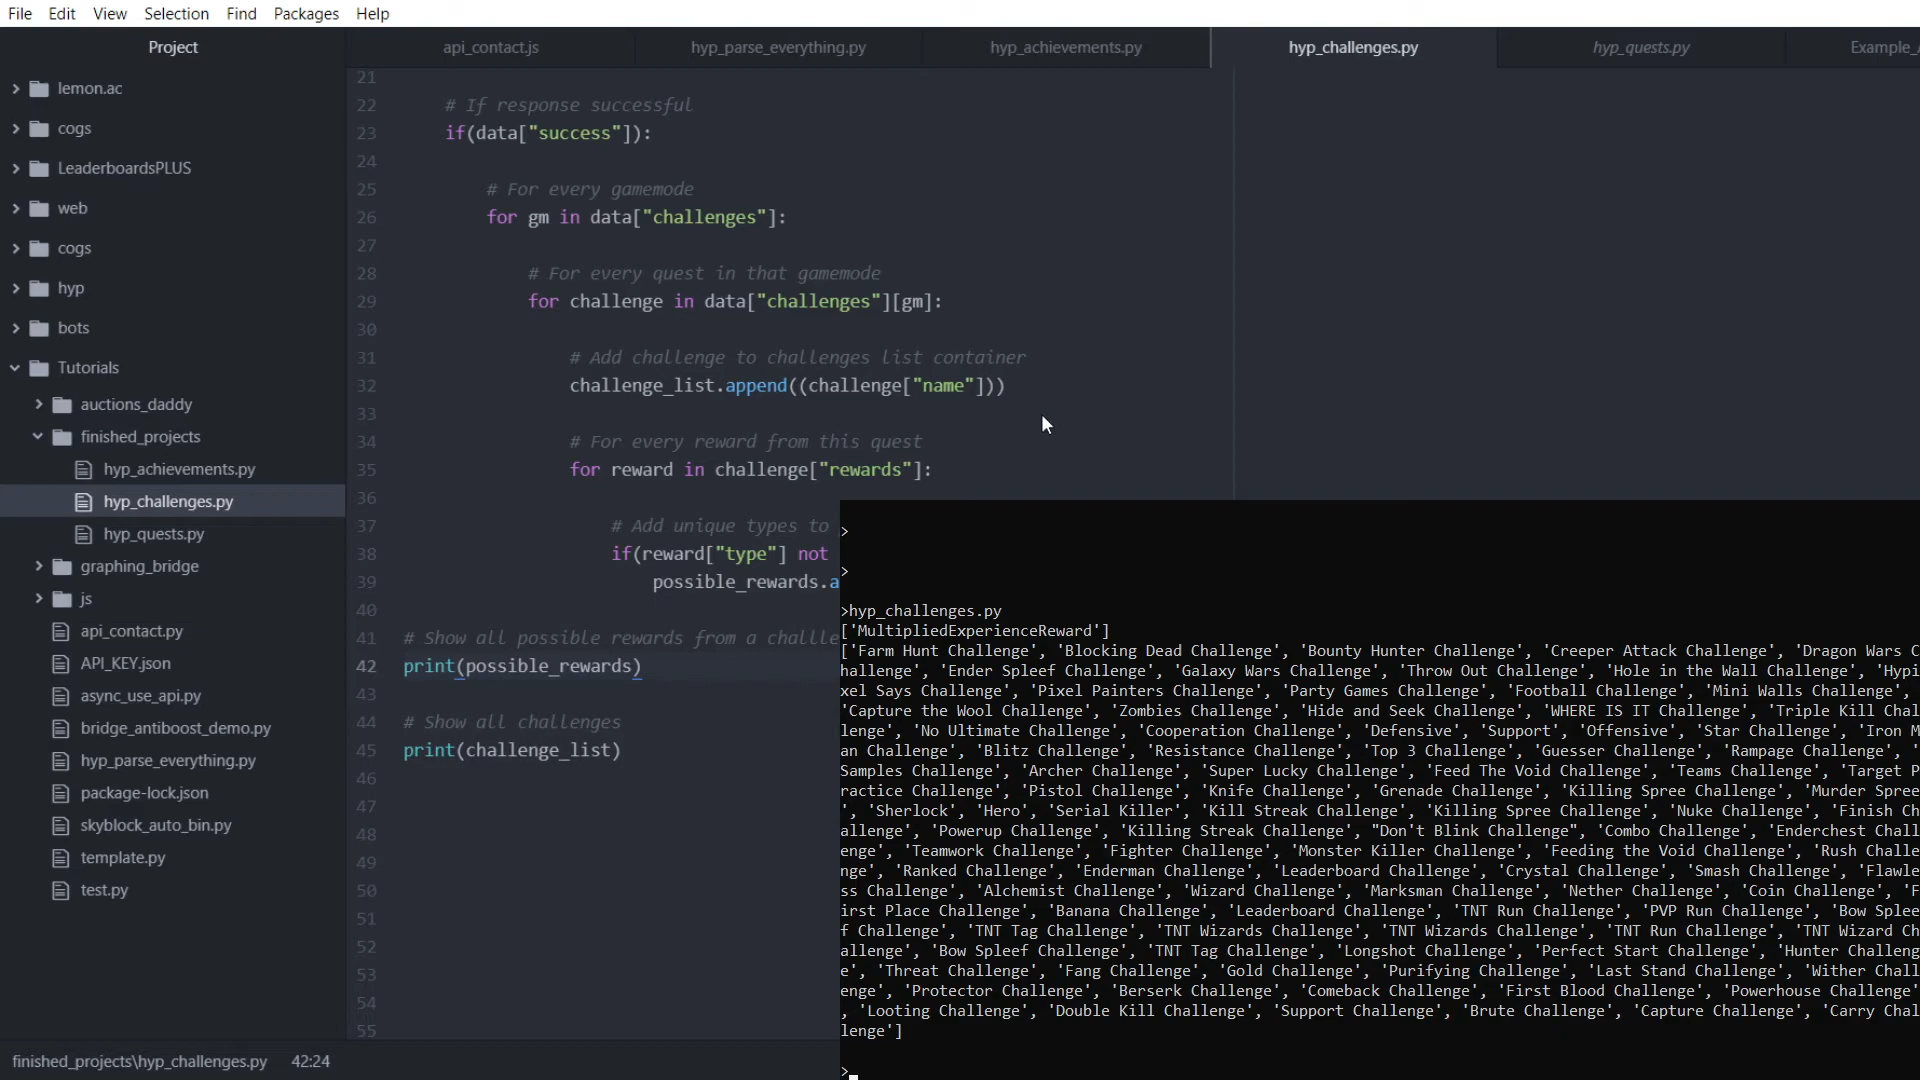 File Edit View Selection Find Packages Help
Project
api_contact.js hyp_parse_everything.py hyp_achievements.py hyp_challenges.py hyp_quests.py Example_
lemon.ac
cogs
LeaderboardsPLUS
web
cogs
hyp
bots
Tutorials
auctions_daddy
finished_projects
hyp_achievements.py
hyp_challenges.py
hyp_quests.py
graphing_bridge
js
api_contact.py
API_KEY.json
async_use_api.py
bridge_antiboost_demo.py
hyp_parse_everything.py
package-lock.json
skyblock_auto_bin.py
template.py
test.py
21
22 # If response successful
23 if(data["success"]):
24
25 # For every gamemode
26 for gm in data["challenges"]:
27
28 # For every quest in that gamemode
29 for challenge in data["challenges"][gm]:
30
31 # Add challenge to challenges list container
32 challenge_list.append((challenge["name"]))
33
34 # For every reward from this quest
35 for reward in challenge["rewards"]:
36
37 # Add unique types to
38 if(reward["type"] not
39 possible_rewards.a
40
41 # Show all possible rewards from a challle
42 print(possible_rewards)
43
44 # Show all challenges
45 print(challenge_list)
46
47
48
49
50
51
52
53
54
55
>
>
>hyp_challenges.py
['MultipliedExperienceReward']
['Farm Hunt Challenge', 'Blocking Dead Challenge', 'Bounty Hunter Challenge', 'Creeper Attack Challenge', 'Dragon Wars C
hallenge', 'Ender Spleef Challenge', 'Galaxy Wars Challenge', 'Throw Out Challenge', 'Hole in the Wall Challenge', 'Hypi
xel Says Challenge', 'Pixel Painters Challenge', 'Party Games Challenge', 'Football Challenge', 'Mini Walls Challenge',
'Capture the Wool Challenge', 'Zombies Challenge', 'Hide and Seek Challenge', 'WHERE IS IT Challenge', 'Triple Kill Chal
lenge', 'No Ultimate Challenge', 'Cooperation Challenge', 'Defensive', 'Support', 'Offensive', 'Star Challenge', 'Iron M
an Challenge', 'Blitz Challenge', 'Resistance Challenge', 'Top 3 Challenge', 'Guesser Challenge', 'Rampage Challenge', '
Samples Challenge', 'Archer Challenge', 'Super Lucky Challenge', 'Feed The Void Challenge', 'Teams Challenge', 'Target P
ractice Challenge', 'Pistol Challenge', 'Knife Challenge', 'Grenade Challenge', 'Killing Spree Challenge', 'Murder Spree
', 'Sherlock', 'Hero', 'Serial Killer', 'Kill Streak Challenge', 'Killing Spree Challenge', 'Nuke Challenge', 'Finish Ch
allenge', 'Powerup Challenge', 'Killing Streak Challenge', "Don't Blink Challenge", 'Combo Challenge', 'Enderchest Chall
enge', 'Teamwork Challenge', 'Fighter Challenge', 'Monster Killer Challenge', 'Feeding the Void Challenge', 'Rush Challe
nge', 'Ranked Challenge', 'Enderman Challenge', 'Leaderboard Challenge', 'Crystal Challenge', 'Smash Challenge', 'Flawle
ss Challenge', 'Alchemist Challenge', 'Wizard Challenge', 'Marksman Challenge', 'Nether Challenge', 'Coin Challenge', 'F
irst Place Challenge', 'Banana Challenge', 'Leaderboard Challenge', 'TNT Run Challenge', 'PVP Run Challenge', 'Bow Splee
f Challenge', 'TNT Tag Challenge', 'TNT Wizards Challenge', 'TNT Wizards Challenge', 'TNT Run Challenge', 'TNT Wizard Ch
allenge', 'Bow Spleef Challenge', 'TNT Tag Challenge', 'Longshot Challenge', 'Perfect Start Challenge', 'Hunter Challeng
e', 'Threat Challenge', 'Fang Challenge', 'Gold Challenge', 'Purifying Challenge', 'Last Stand Challenge', 'Wither Chall
enge', 'Protector Challenge', 'Berserk Challenge', 'Comeback Challenge', 'First Blood Challenge', 'Powerhouse Challenge'
, 'Looting Challenge', 'Double Kill Challenge', 'Support Challenge', 'Brute Challenge', 'Capture Challenge', 'Carry Chal
lenge']
>
finished_projects\hyp_challenges.py 42:24